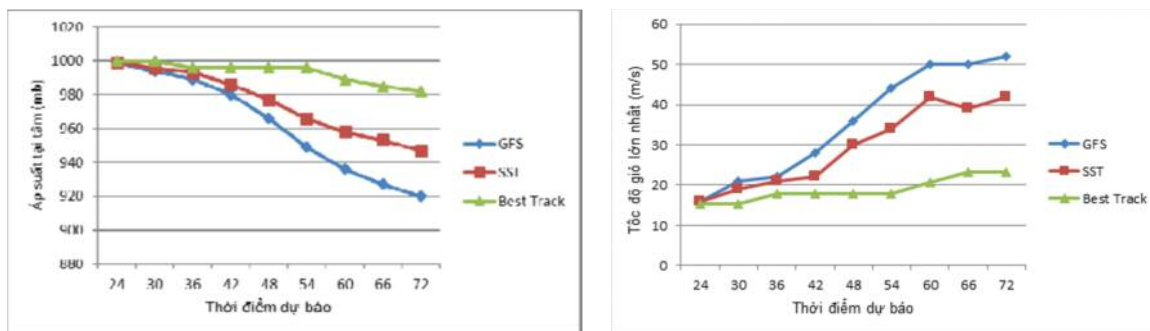 1020
1000
980
960
940
920
900
880
24 30 36 42 48 54 60 66 72
Áp suất tại tâm (mb)
Thời điểm dự báo
GFS
SST
Best Track
60
50
40
30
20
10
0
24 30 36 42 48 54 60 66 72
Tốc độ gió lớn nhất (m/s)
Thời điểm dự báo
GFS
SST
Best Track